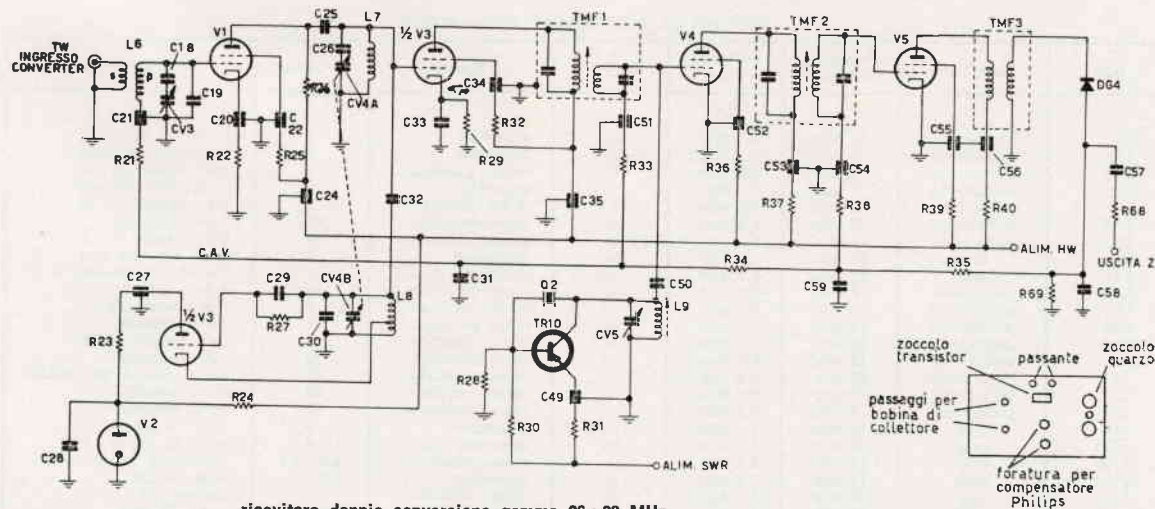 TW
INGRESSO
CONVERTER
L6
s
p
C18
CV3
C19
C21
R21
V1
C20
R22
C
22
R25
C24
C25
L7
C26
CV4A
½ V3
C33
R29
C34
R32
C32
TMF1
C51
R33
C35
V4
C52
R36
TMF2
C53
C54
R37
R38
V5
TMF3
C55
C56
R39
R40
DG4
C57
R68
ALIM. HW
USCITA Z
C.A.V.
C31
R34
R35
C59
R69
C58
C27
R23
½ V3
C29
R27
C30
CV4B
L8
R24
V2
C28
C50
Q2
TR10
CV5
L9
R28
C49
R30
R31
ALIM. SWR
zoccolo
transistor
passante
zoccolo
quarzo
passaggi per
bobina di
collettore
foratura per
compensatore
Philips